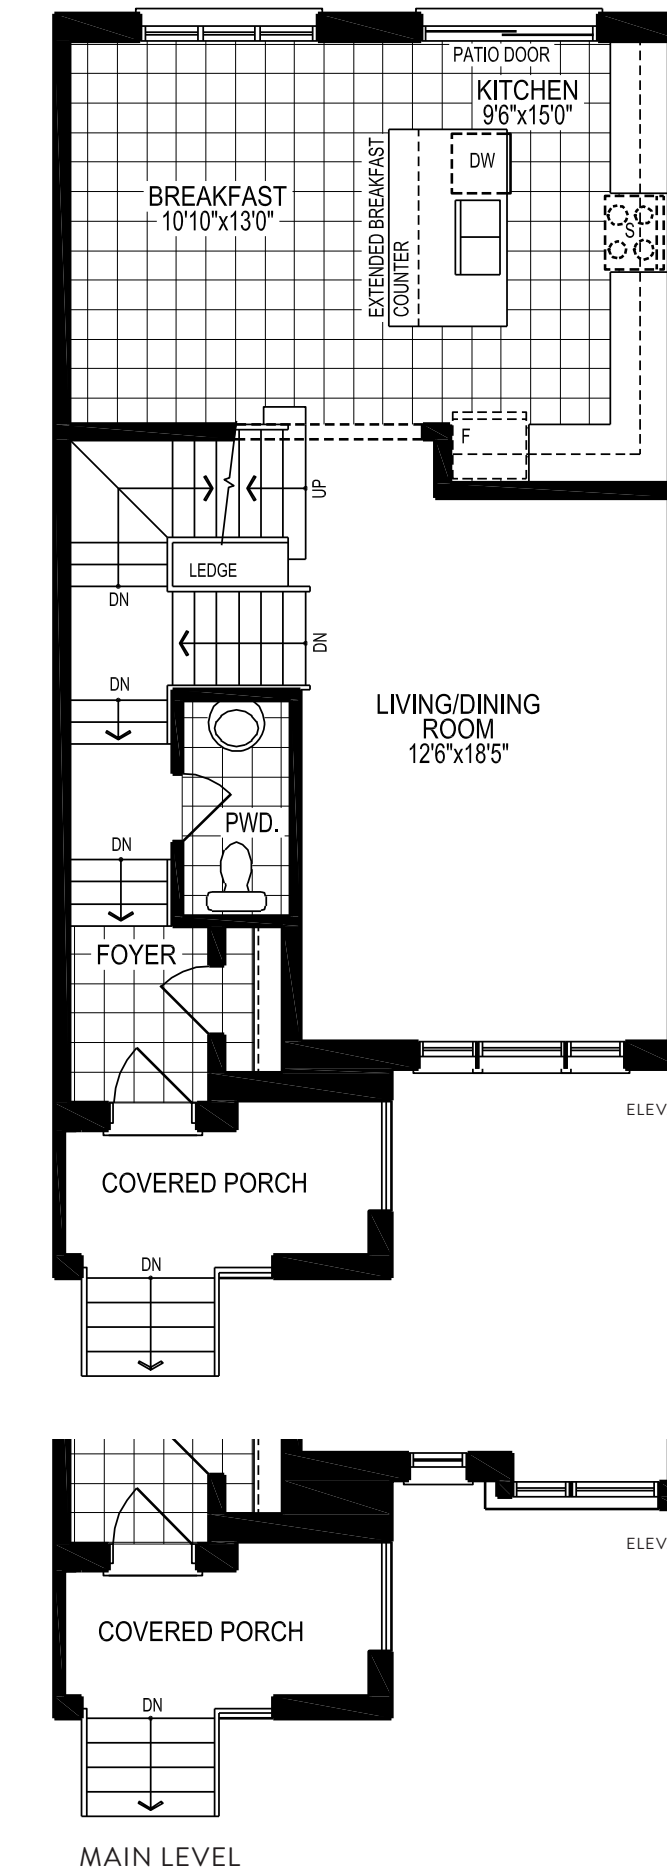 PATIO DOOR
KITCHEN
9'6"x15'0"
DW
BREAKFAST
10'10"x13'0"
EXTENDED BREAKFAST
COUNTER
S
F
UP
LEDGE
DN
DN
DN
LIVING/DINING
ROOM
12'6"x18'5"
PWD.
DN
FOYER
ELEV
COVERED PORCH
DN
ELEV
COVERED PORCH
DN
MAIN LEVEL